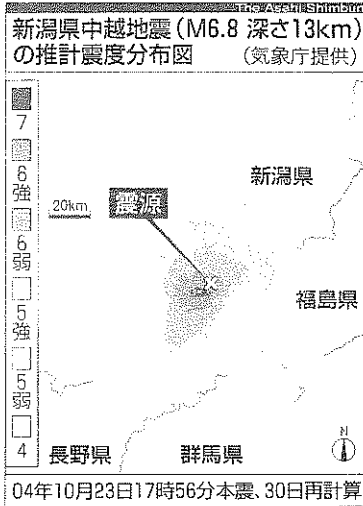 The Asahi Shimbun
新潟県中越地震(M6.8 深さ13km)
の推計震度分布図 (気象庁提供)
7
6強
6弱
5強
5弱
4
20km
震源
新潟県
福島県
長野県
群馬県
N
04年10月23日17時56分本震、30日再計算